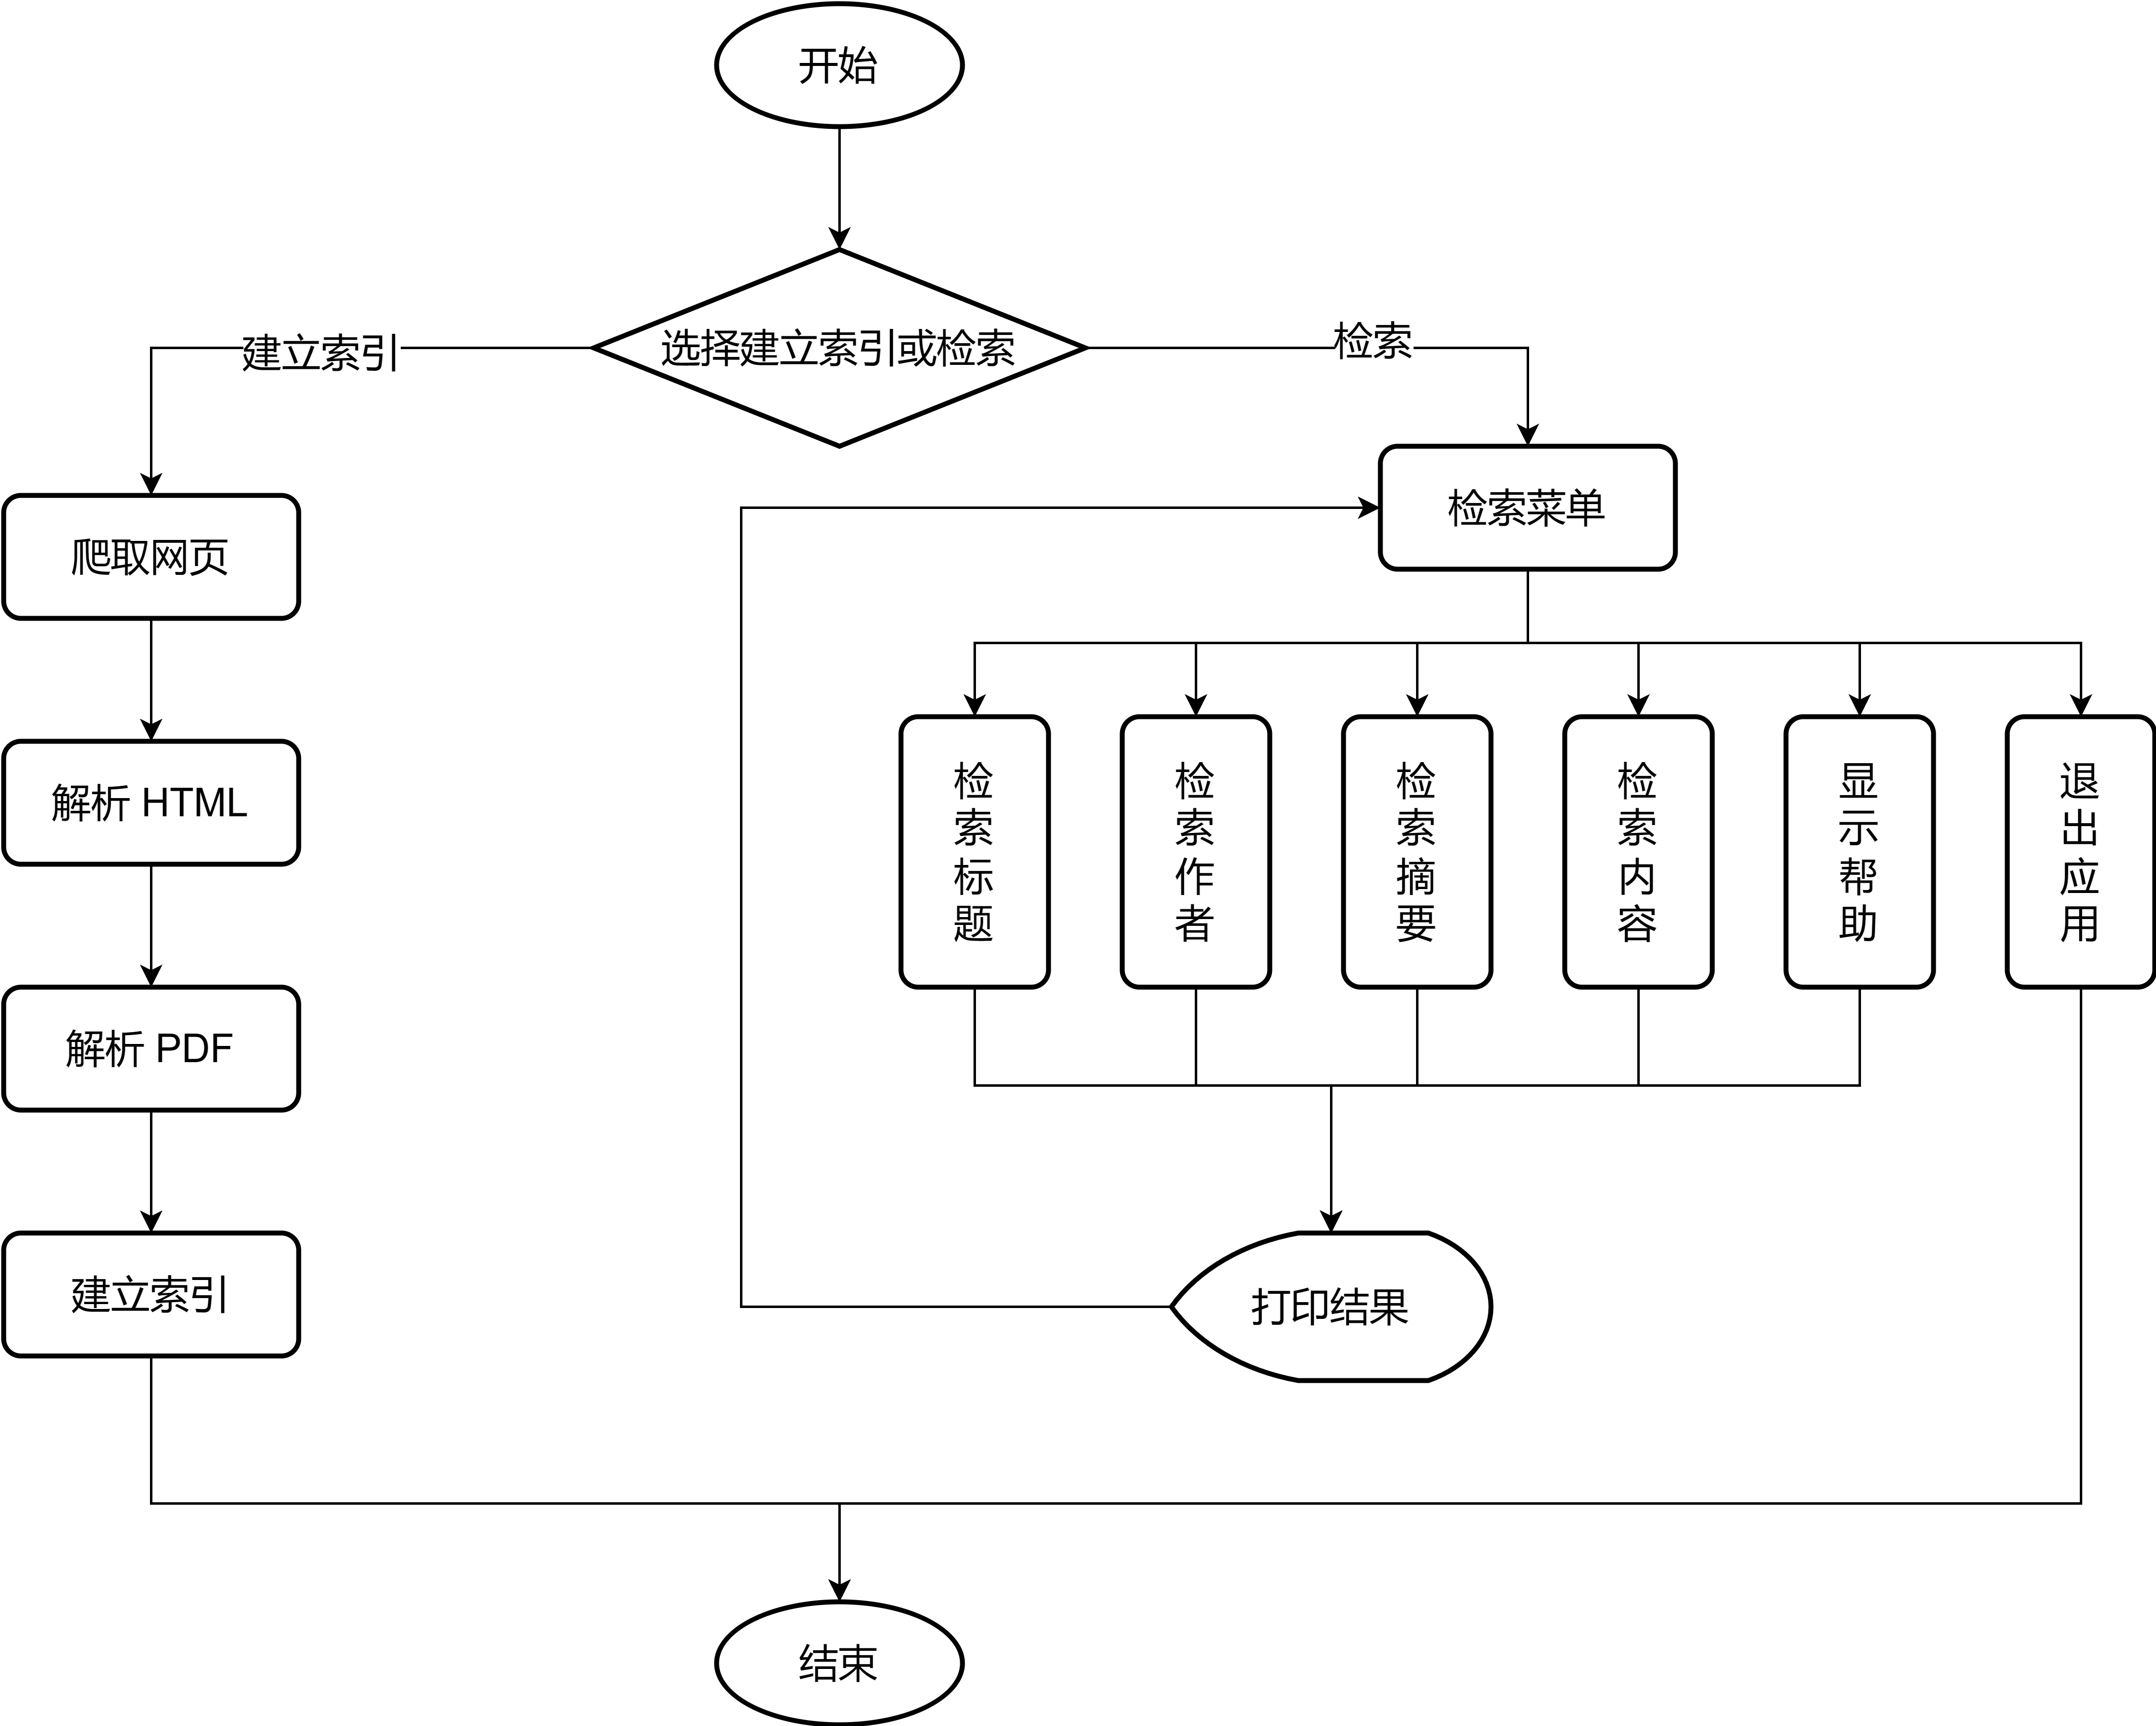 开始
选择建立索引或检索
建立索引
检索
检索菜单
爬取网页
解析 HTML
解析 PDF
建立索引
检索标题
检索作者
检索摘要
检索内容
显示帮助
退出应用
打印结果
结束